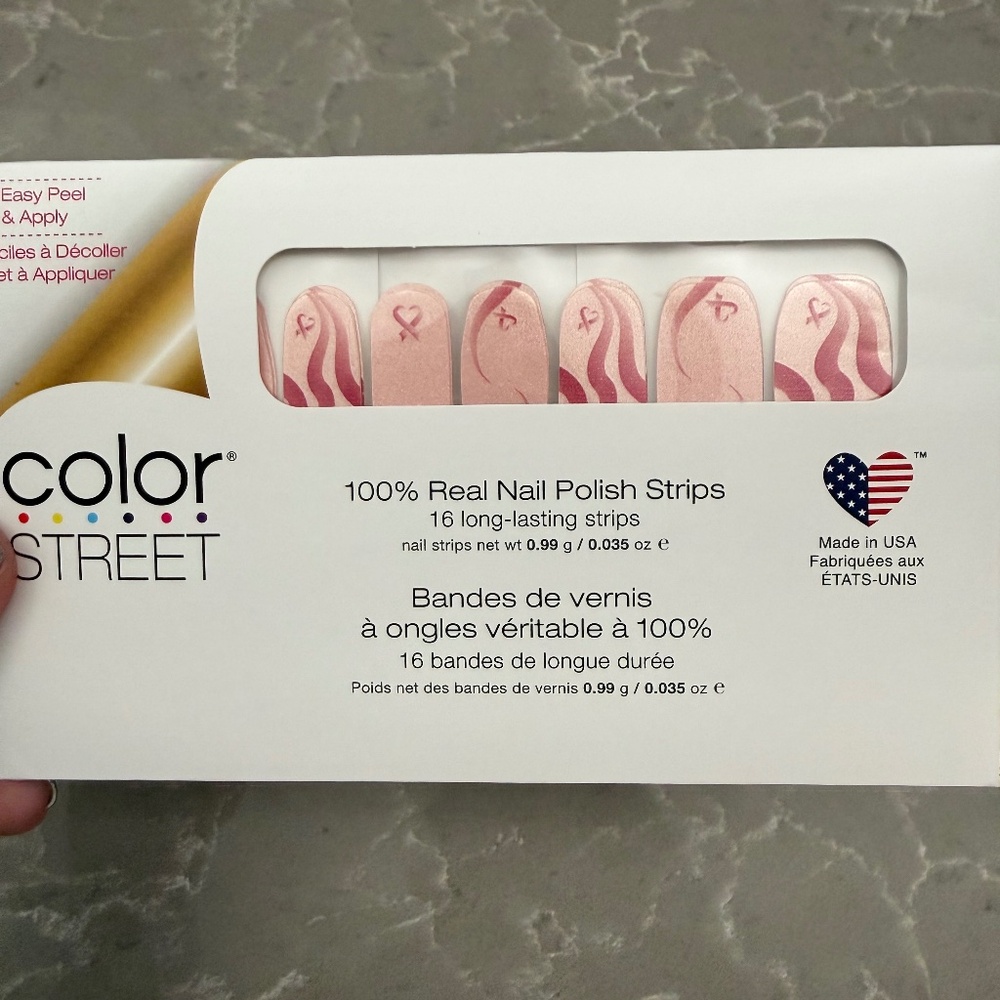 Easy Peel
& Apply
ciles à Décoller
et à Appliquer
color®
STREET
100% Real Nail Polish Strips
16 long-lasting strips
nail strips net wt 0.99 g / 0.035 oz ℮
Bandes de vernis
à ongles véritable à 100%
16 bandes de longue durée
Poids net des bandes de vernis 0.99 g / 0.035 oz ℮
™
Made in USA
Fabriquées aux
ÉTATS-UNIS